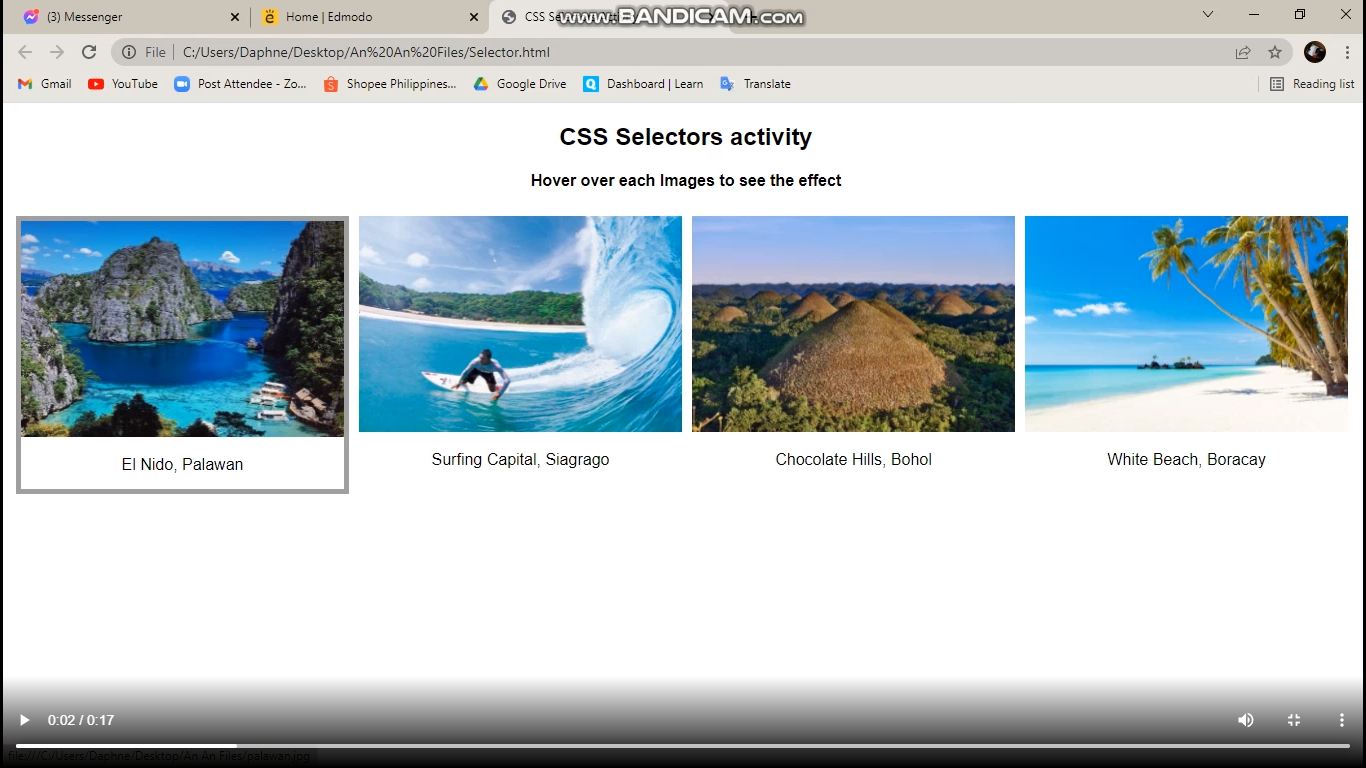 (3) Messenger
Home | Edmodo
CSS Se
www.BANDICAM.com
File
C:/Users/Daphne/Desktop/An%20An%20Files/Selector.html
Gmail
YouTube
Post Attendee - Zo...
Shopee Philippines...
Google Drive
Dashboard | Learn
Translate
Reading list
CSS Selectors activity
Hover over each Images to see the effect
El Nido, Palawan
Surfing Capital, Siagrago
Chocolate Hills, Bohol
White Beach, Boracay
0:02 / 0:17
file:///C:/Users/Daphne/Desktop/An An Files/palawan.jpg